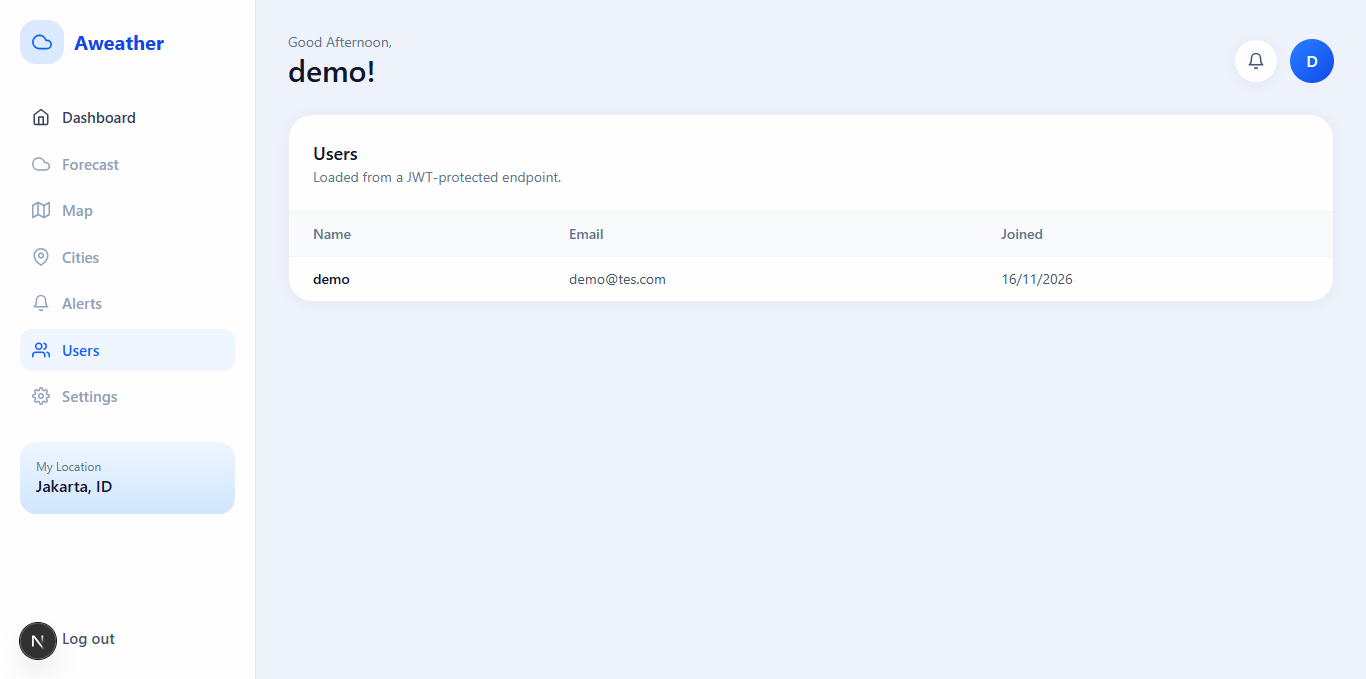 Aweather
Dashboard
Forecast
Map
Cities
Alerts
Users
Settings
My Location
Jakarta, ID
N
Log out
Good Afternoon,
demo!
D
Users
Loaded from a JWT-protected endpoint.
Name Email Joined
demo demo@tes.com 16/11/2026